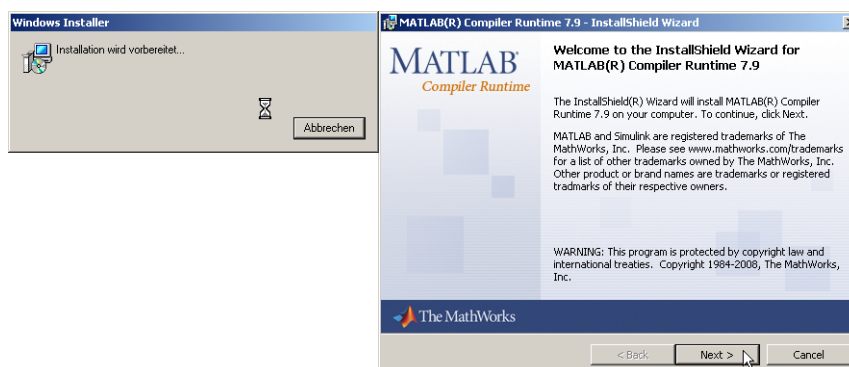 Windows Installer
Installation wird vorbereitet...
Abbrechen
MATLAB(R) Compiler Runtime 7.9 - InstallShield Wizard
MATLAB®
Compiler Runtime
Welcome to the InstallShield Wizard for
MATLAB(R) Compiler Runtime 7.9
The InstallShield(R) Wizard will install MATLAB(R) Compiler
Runtime 7.9 on your computer. To continue, click Next.
MATLAB and Simulink are registered trademarks of The
MathWorks, Inc. Please see www.mathworks.com/trademarks
for a list of other trademarks owned by The MathWorks, Inc.
Other product or brand names are trademarks or registered
tradmarks of their respective owners.
WARNING: This program is protected by copyright law and
international treaties. Copyright 1984-2008, The MathWorks,
Inc.
The MathWorks
< Back
Next >
Cancel